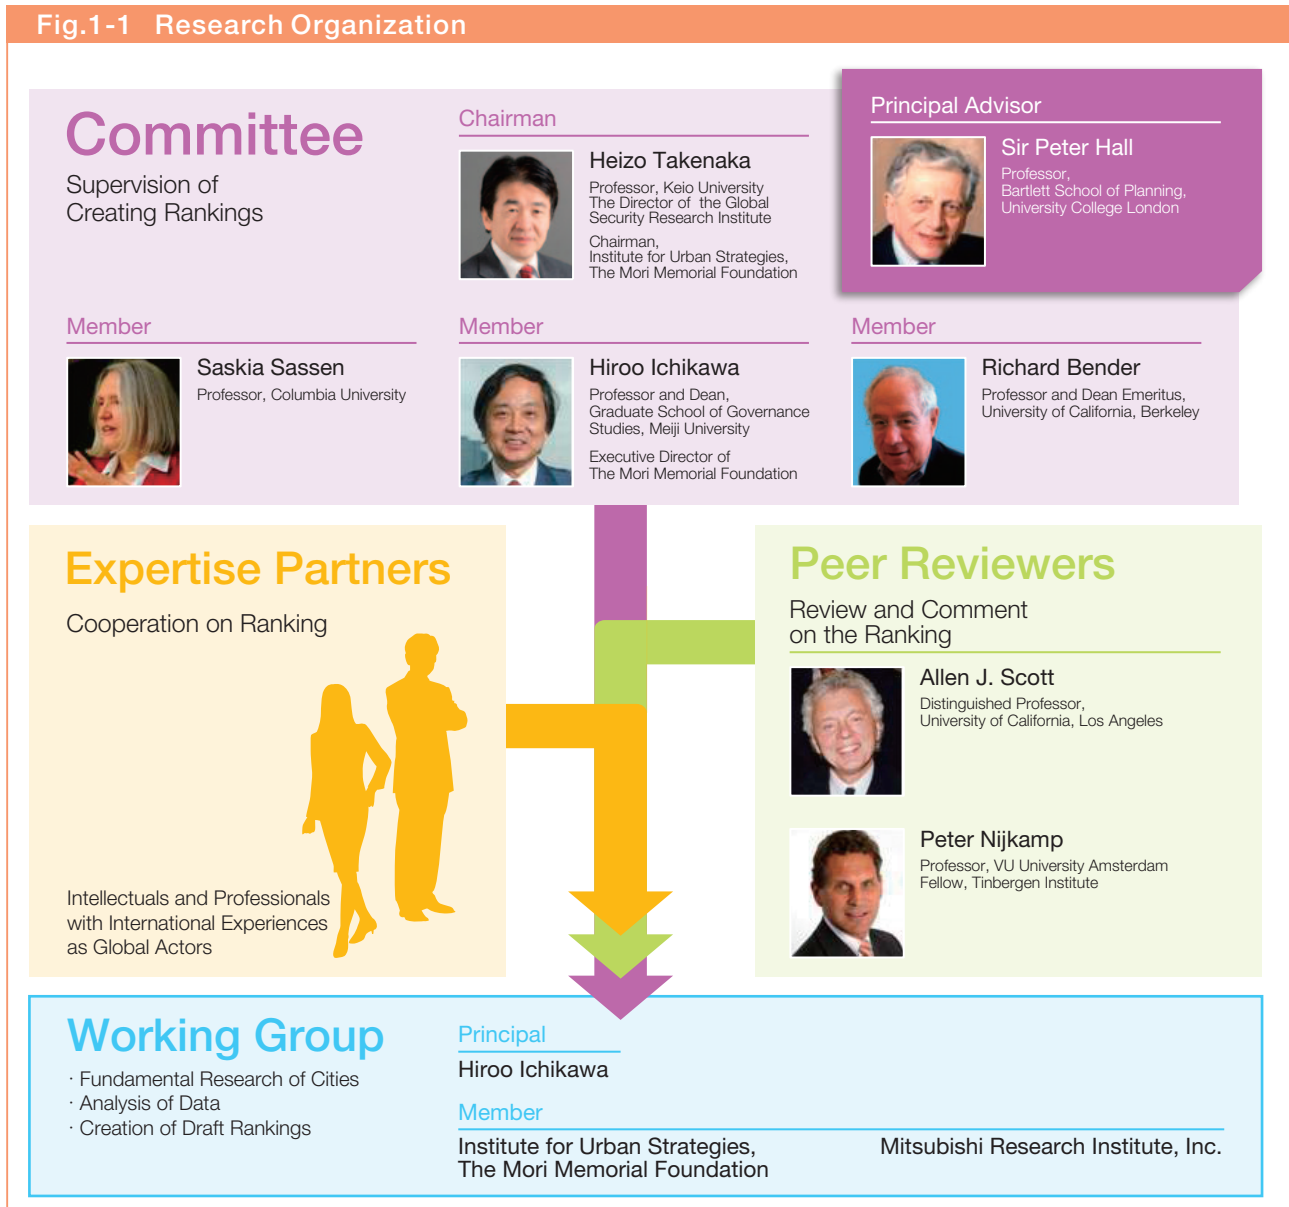 Fig.1-1 Research Organization
Committee
Supervision of
Creating Rankings
Chairman
Heizo Takenaka
Professor, Keio University
The Director of the Global
Security Research Institute
Chairman,
Institute for Urban Strategies,
The Mori Memorial Foundation
Principal Advisor
Sir Peter Hall
Professor,
Bartlett School of Planning,
University College London
Member
Saskia Sassen
Professor, Columbia University
Member
Hiroo Ichikawa
Professor and Dean,
Graduate School of Governance
Studies, Meiji University
Executive Director of
The Mori Memorial Foundation
Member
Richard Bender
Professor and Dean Emeritus,
University of California, Berkeley
Expertise Partners
Cooperation on Ranking
Intellectuals and Professionals
with International Experiences
as Global Actors
Peer Reviewers
Review and Comment
on the Ranking
Allen J. Scott
Distinguished Professor,
University of California, Los Angeles
Peter Nijkamp
Professor, VU University Amsterdam
Fellow, Tinbergen Institute
Working Group
· Fundamental Research of Cities
· Analysis of Data
· Creation of Draft Rankings
Principal
Hiroo Ichikawa
Member
Institute for Urban Strategies,
The Mori Memorial Foundation
Mitsubishi Research Institute, Inc.